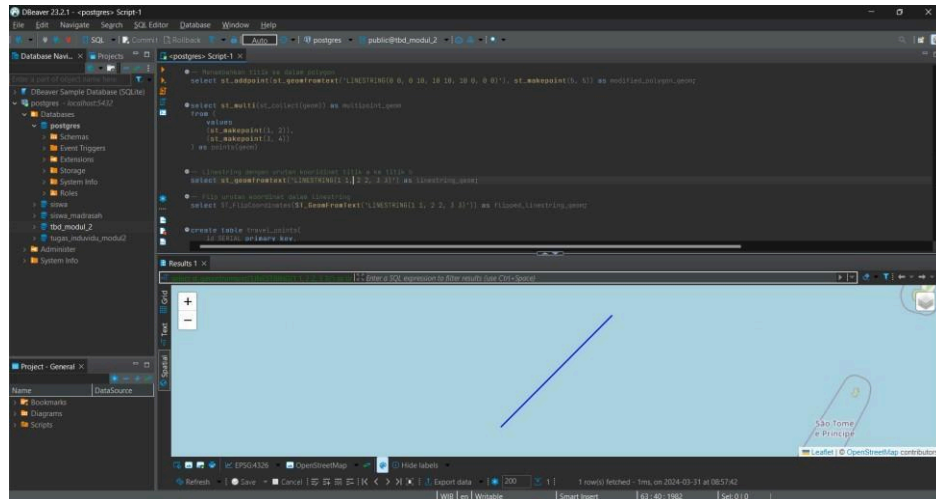 DBeaver 23.2.1 - <postgres> Script-1
File Edit Navigate Search SQL Editor Database Window Help
SQL Commit Rollback Auto postgres public@tbd_modul_2
Database Navi... Projects
<postgres> Script-1
Enter a part of object name here
DBeaver Sample Database (SQLite)
postgres - localhost:5432
Databases
postgres
Schemas
Event Triggers
Extensions
Storage
System Info
Roles
siswa
siswa_madrasah
tbd_modul_2
tugas_induvidu_modul2
Administer
System Info
-- Menambahkan titik ke dalam polygon
select st_addpoint(st_geomfromtext('LINESTRING(0 0, 0 10, 10 10, 10 0, 0 0)'), st_makepoint(5, 5)) as modified_polygon_geom;
select st_multi(st_collect(geom)) as multipoint_geom
from (
values
(st_makepoint(1, 2)),
(st_makepoint(3, 4))
) as points(geom)
-- Linestring dengan urutan koordinat titik a ke titik b
select st_geomfromtext('LINESTRING(1 1, 2 2, 3 3)') as linestring_geom;
-- Flip urutan koordinat dalam linestring
select ST_FlipCoordinates(ST_GeomFromText('LINESTRING(1 1, 2 2, 3 3)')) as flipped_linestring_geom;
create table travel_points(
id SERIAL primary key,
Results 1
Enter a SQL expression to filter results (use Ctrl+Space)
Grid
Text
Spatial
+
−
São Tomé
e Príncipe
Leaflet | © OpenStreetMap contributors
Project - General
Name DataSource
Bookmarks
Diagrams
Scripts
EPSG:4326 OpenStreetMap Hide labels
Refresh Save Cancel Export data 200 1 1 row(s) fetched - 1ms, on 2024-03-31 at 08:57:42
WIB en Writable Smart Insert 63 : 40 : 1982 Sel: 0 | 0